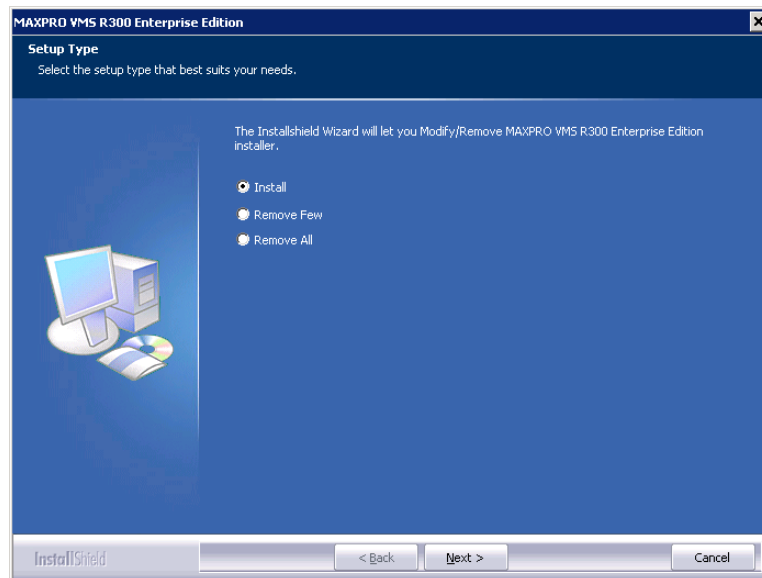 MAXPRO VMS R300 Enterprise Edition
Setup Type
Select the setup type that best suits your needs.
The Installshield Wizard will let you Modify/Remove MAXPRO VMS R300 Enterprise Edition
installer.
Install
Remove Few
Remove All
InstallShield
< Back
Next >
Cancel